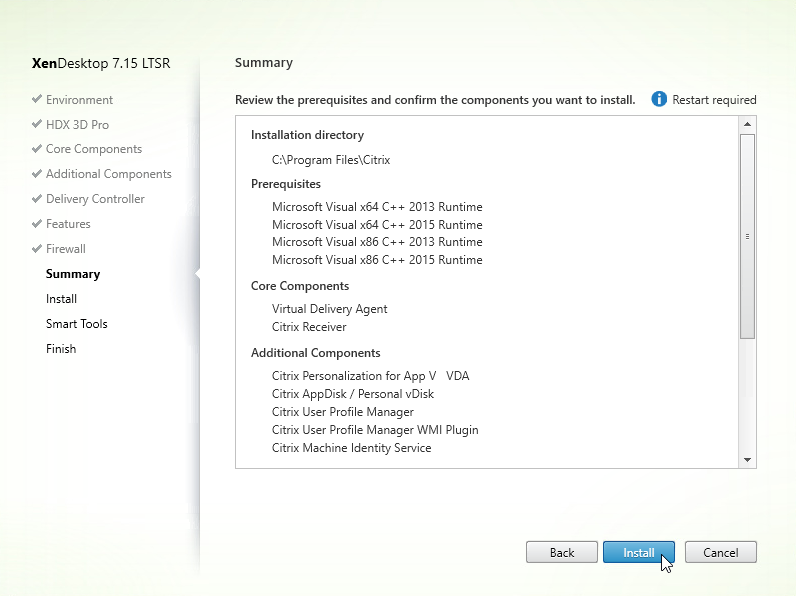 XenDesktop 7.15 LTSR
Environment
HDX 3D Pro
Core Components
Additional Components
Delivery Controller
Features
Firewall
Summary
Install
Smart Tools
Finish
Summary
Review the prerequisites and confirm the components you want to install.
Restart required
Installation directory
C:\Program Files\Citrix
Prerequisites
Microsoft Visual x64 C++ 2013 Runtime
Microsoft Visual x64 C++ 2015 Runtime
Microsoft Visual x86 C++ 2013 Runtime
Microsoft Visual x86 C++ 2015 Runtime
Core Components
Virtual Delivery Agent
Citrix Receiver
Additional Components
Citrix Personalization for App V VDA
Citrix AppDisk / Personal vDisk
Citrix User Profile Manager
Citrix User Profile Manager WMI Plugin
Citrix Machine Identity Service
Back
Install
Cancel